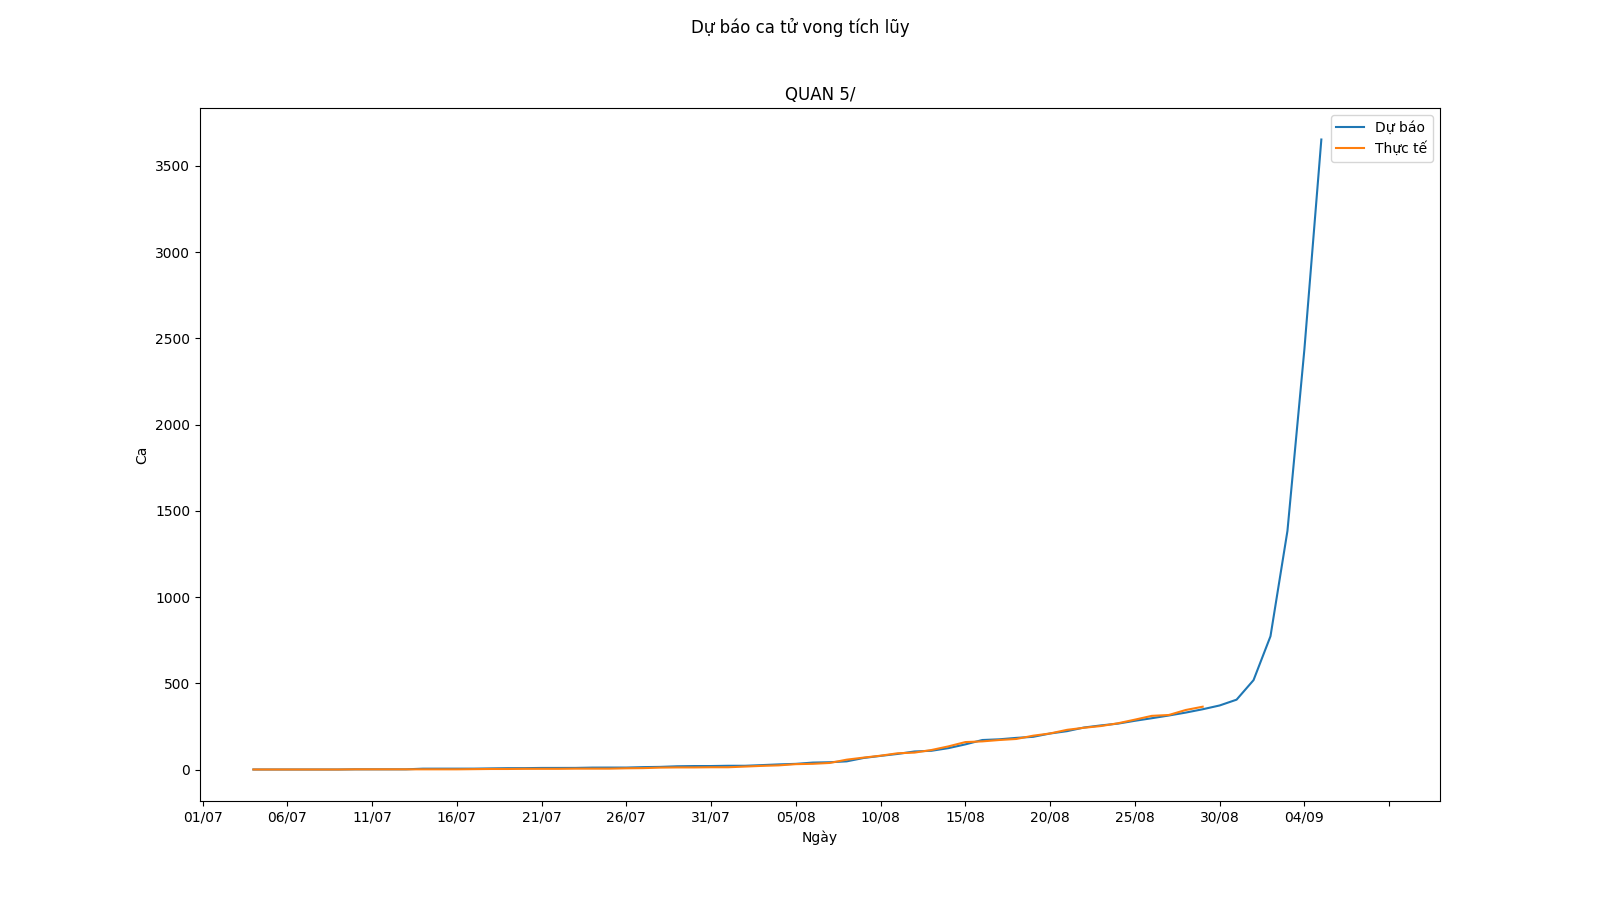 Dự báo ca tử vong tích lũy
QUAN 5/
Dự báo
Thực tế
3500
3000
2500
2000
1500
1000
500
0
Ca
01/07 06/07 11/07 16/07 21/07 26/07 31/07 05/08 10/08 15/08 20/08 25/08 30/08 04/09
Ngày